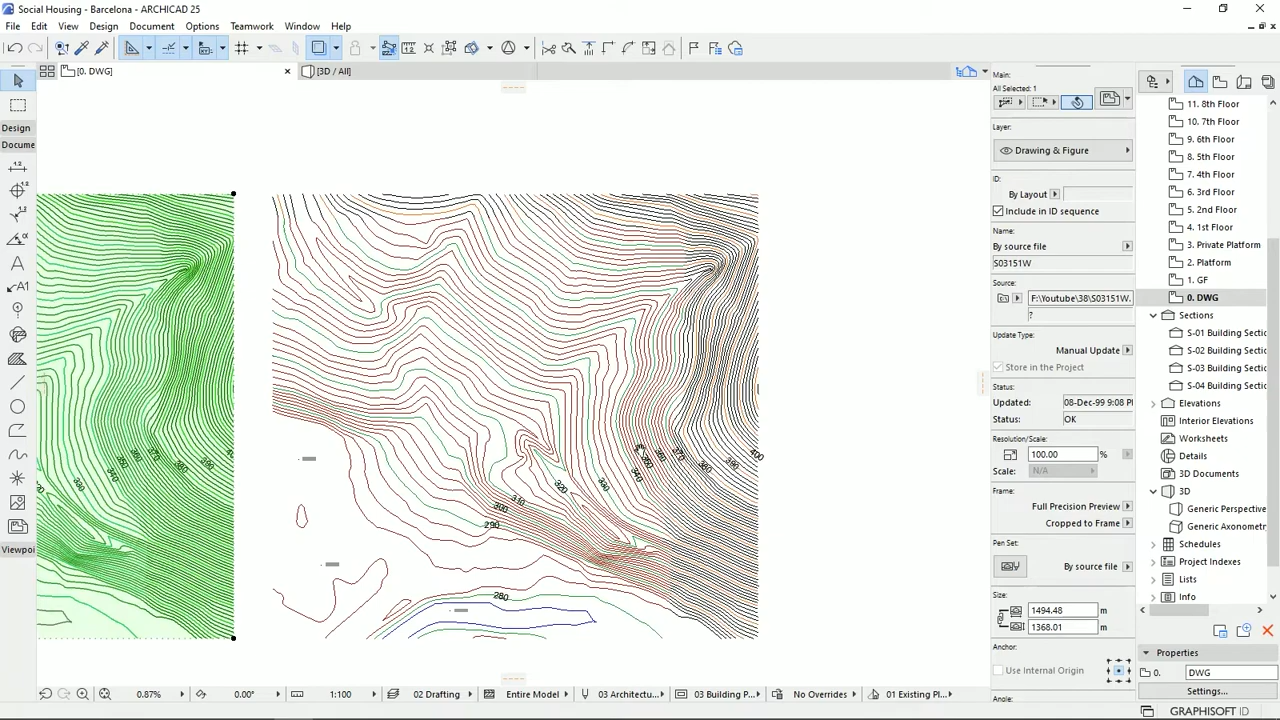 Social Housing - Barcelona - ARCHICAD 25
File Edit View Design Document Options Teamwork Window Help
[0. DWG]
[3D / All]
Main:
All Selected: 1
Layer:
Drawing & Figure
ID:
By Layout
Include in ID sequence
Name:
By source file
S03151W
Source:
F:\Youtube\38\S03151W.
?
Update Type:
Manual Update
Store in the Project
Status:
Updated: 08-Dec-99 9:08 P
Status: OK
Resolution/Scale:
100.00 %
Scale: N/A
Frame:
Full Precision Preview
Cropped to Frame
Pen Set:
By source file
Size:
1494.48 m
1368.01 m
Anchor:
Use Internal Origin
Angle:
11. 8th Floor
10. 7th Floor
9. 6th Floor
8. 5th Floor
7. 4th Floor
6. 3rd Floor
5. 2nd Floor
4. 1st Floor
3. Private Platform
2. Platform
1. GF
0. DWG
Sections
S-01 Building Sectio
S-02 Building Sectio
S-03 Building Sectio
S-04 Building Sectio
Elevations
Interior Elevations
Worksheets
Details
3D Documents
3D
Generic Perspective
Generic Axonometr
Schedules
Project Indexes
Lists
Info
Properties
0. DWG
Settings...
GRAPHISOFT ID
Design
Docume
Viewpoi
290
300
310
320
330
340
280
0.87% 0.00° 1:100 02 Drafting Entire Model 03 Architectu... 03 Building P... No Overrides 01 Existing Pl...